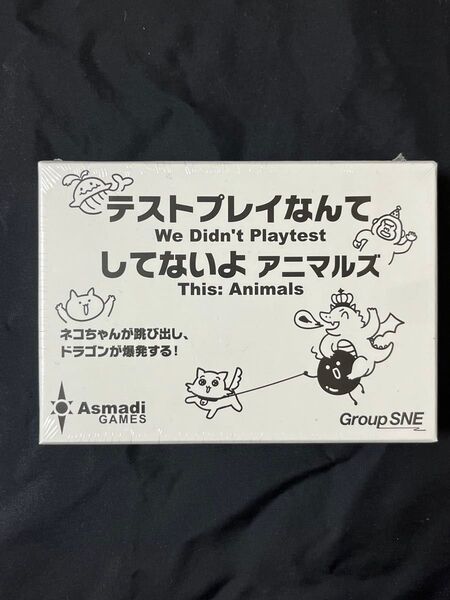 テストプレイなんて
We Didn't Playtest
してないよ アニマルズ
This: Animals
ネコちゃんが跳び出し、
ドラゴンが爆発する!
Asmadi
GAMES
Group SNE